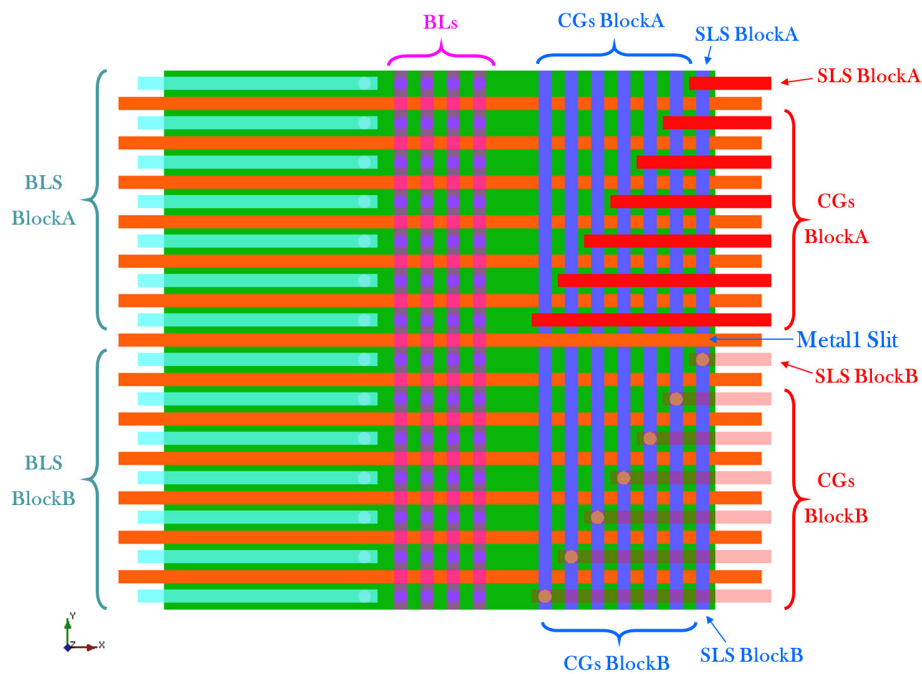 BLs
CGs BlockA
SLS BlockA
SLS BlockA
BLS
BlockA
CGs
BlockA
Metal1 Slit
SLS BlockB
BLS
BlockB
CGs
BlockB
CGs BlockB
SLS BlockB
Y
Z
X